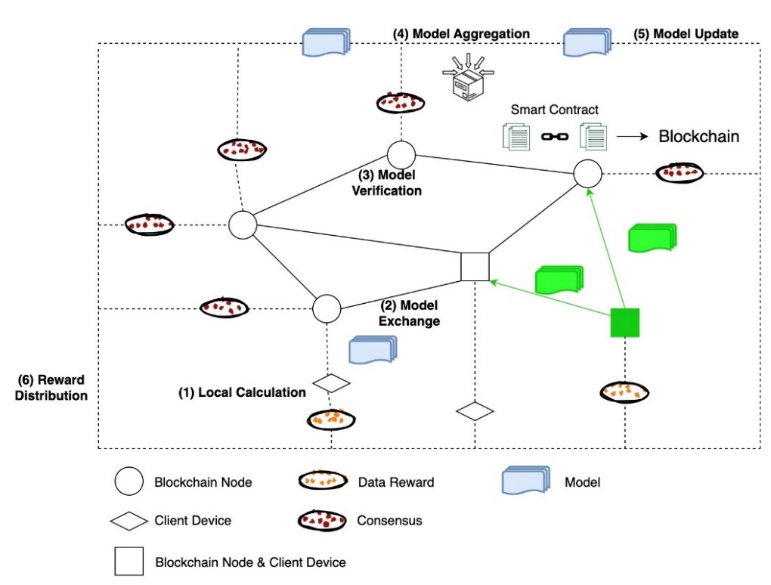 (4) Model Aggregation
(5) Model Update
Smart Contract
Blockchain
(3) Model
Verification
(2) Model
Exchange
(6) Reward
Distribution
(1) Local Calculation
Blockchain Node
Data Reward
Model
Client Device
Consensus
Blockchain Node & Client Device